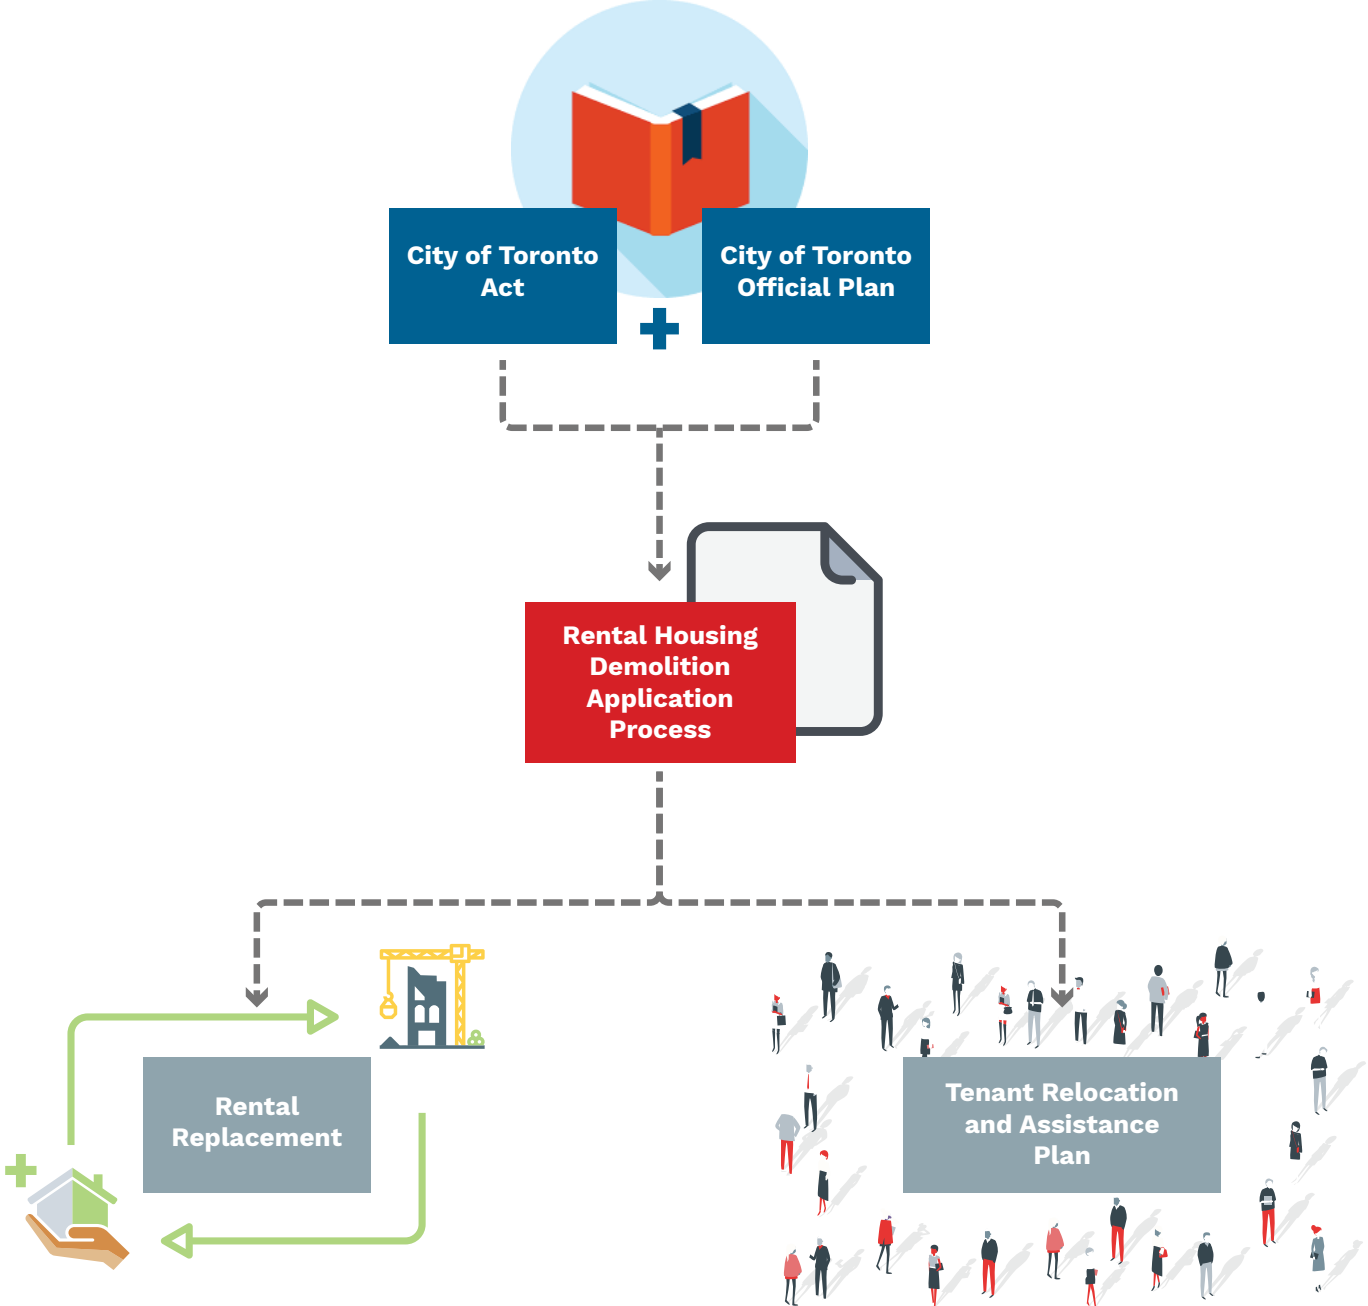 City of Toronto
Act
City of Toronto
Official Plan
Rental Housing
Demolition
Application
Process
Rental
Replacement
Tenant Relocation
and Assistance
Plan